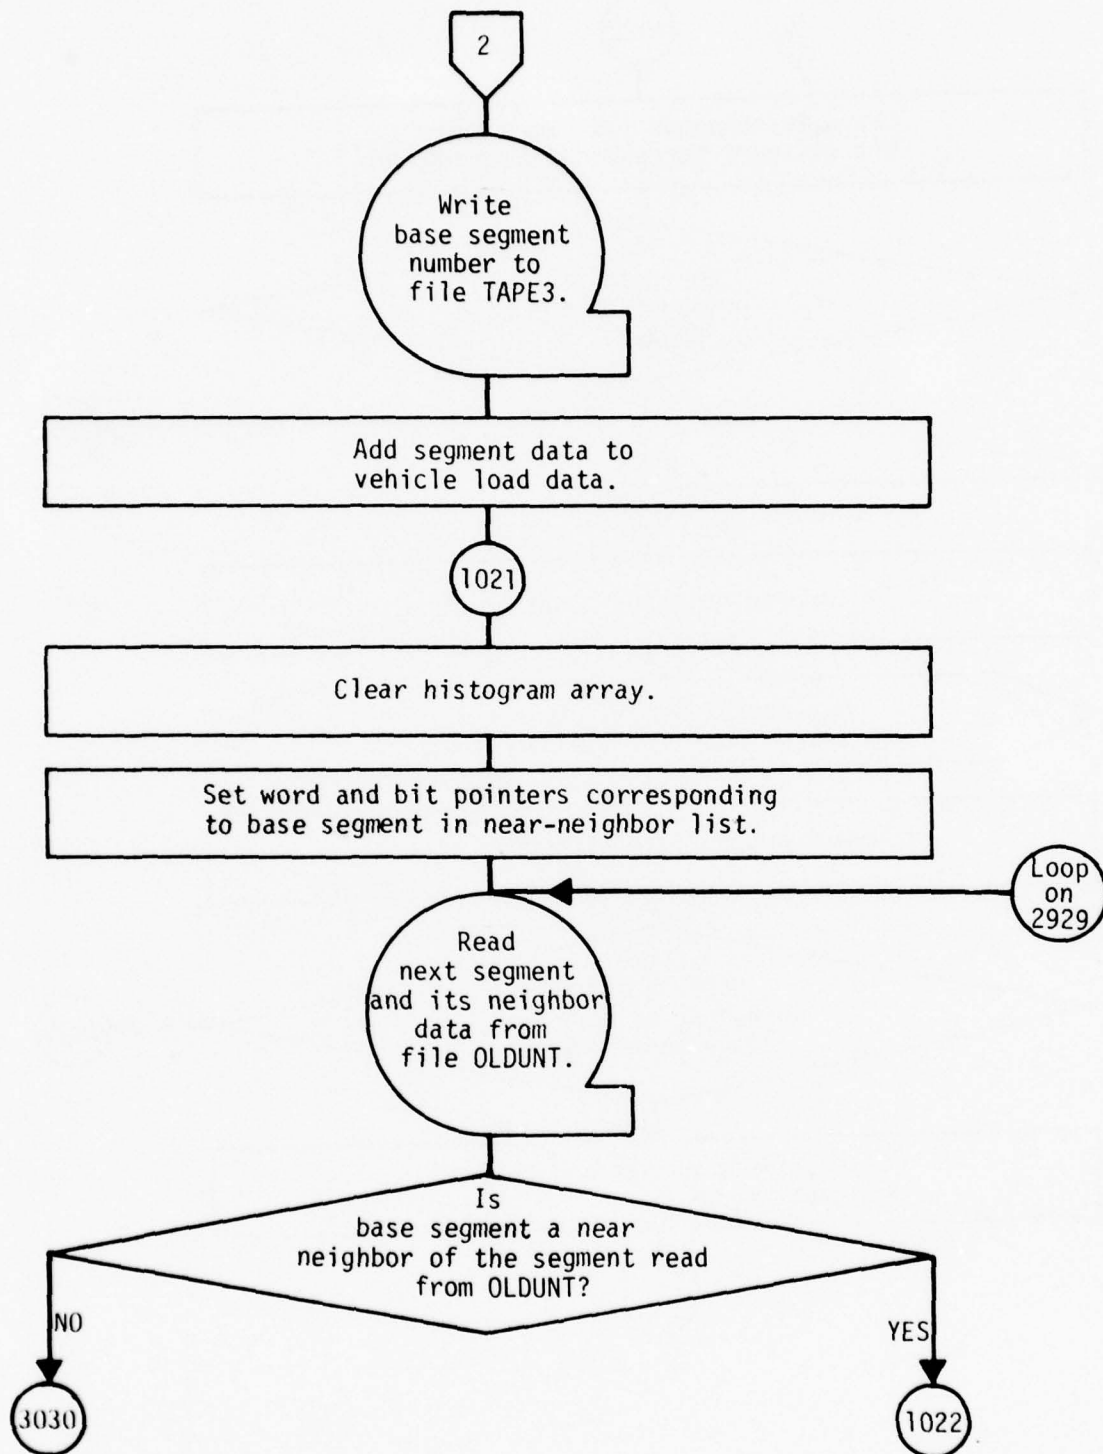 2
Write
base segment
number to
file TAPE3.
Add segment data to
vehicle load data.
1021
Clear histogram array.
Set word and bit pointers corresponding
to base segment in near-neighbor list.
Loop
on
2929
Read
next segment
and its neighbor
data from
file OLDUNT.
Is
base segment a near
neighbor of the segment read
from OLDUNT?
NO
YES
3030
1022